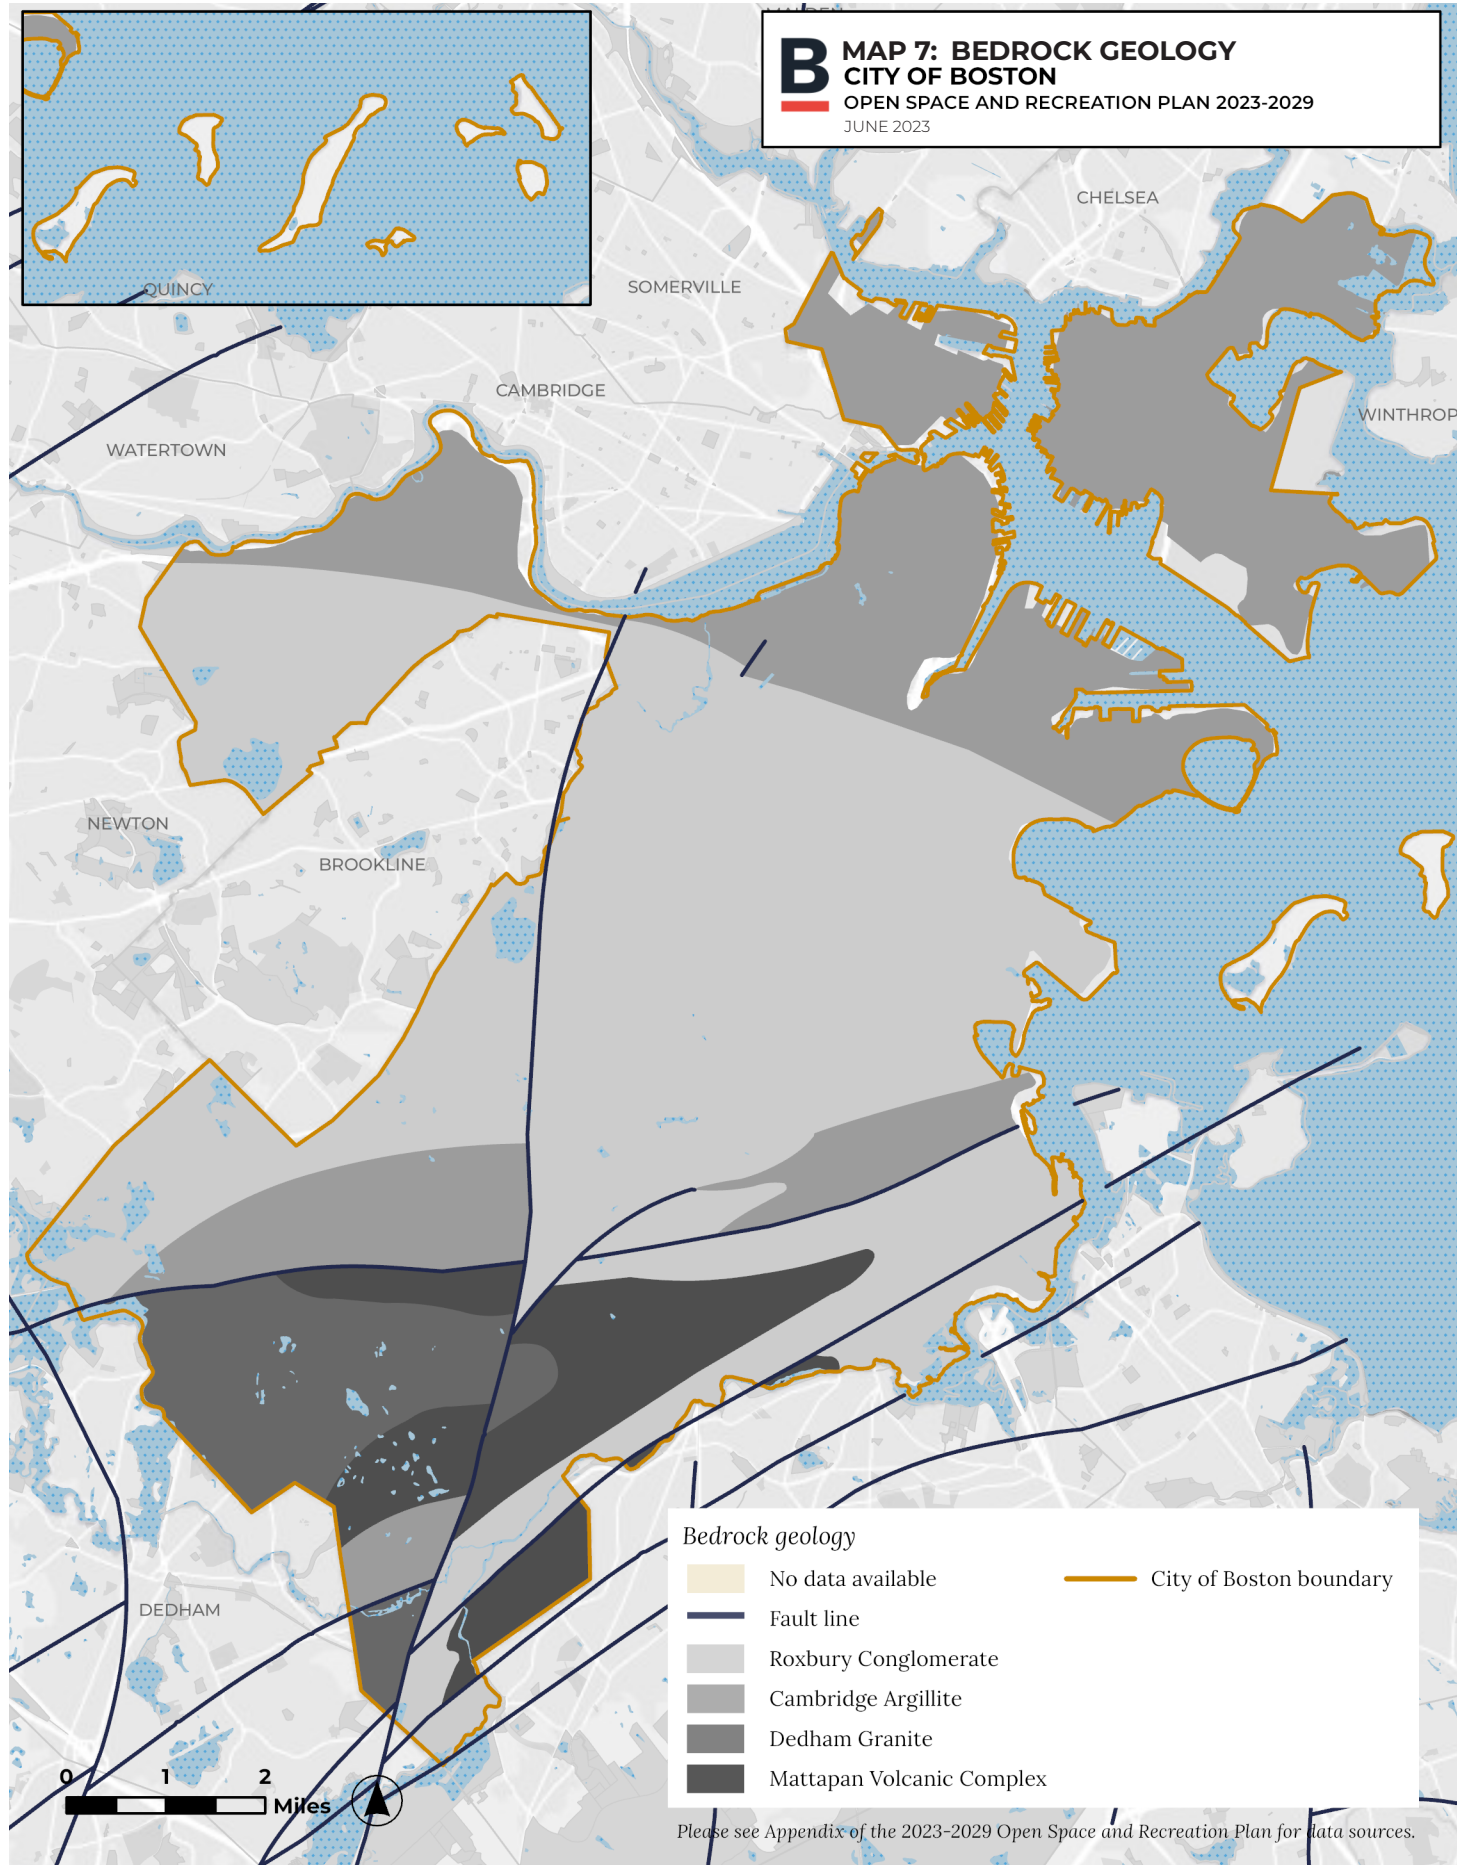 B
MAP 7: BEDROCK GEOLOGY
CITY OF BOSTON
OPEN SPACE AND RECREATION PLAN 2023-2029
JUNE 2023
MALDEN
QUINCY
CHELSEA
SOMERVILLE
CAMBRIDGE
WINTHROP
WATERTOWN
NEWTON
BROOKLINE
DEDHAM
Bedrock geology
No data available
City of Boston boundary
Fault line
Roxbury Conglomerate
Cambridge Argillite
Dedham Granite
Mattapan Volcanic Complex
0 1 2
Miles
Please see Appendix of the 2023-2029 Open Space and Recreation Plan for data sources.